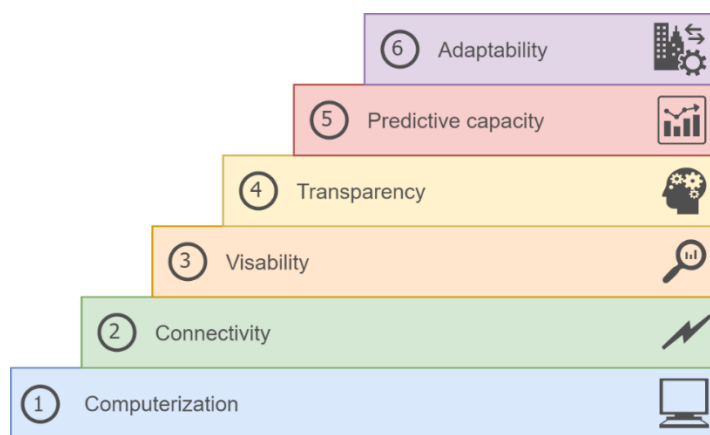 6 Adaptability
5 Predictive capacity
4 Transparency
3 Visability
2 Connectivity
1 Computerization